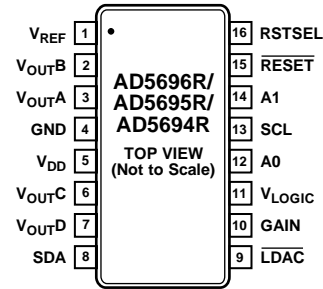 VREF 1
VOUTB 2
VOUTA 3
GND 4
VDD 5
VOUTC 6
VOUTD 7
SDA 8
AD5696R/
AD5695R/
AD5694R
TOP VIEW
(Not to Scale)
16 RSTSEL
15 RESET
14 A1
13 SCL
12 A0
11 VLOGIC
10 GAIN
9 LDAC